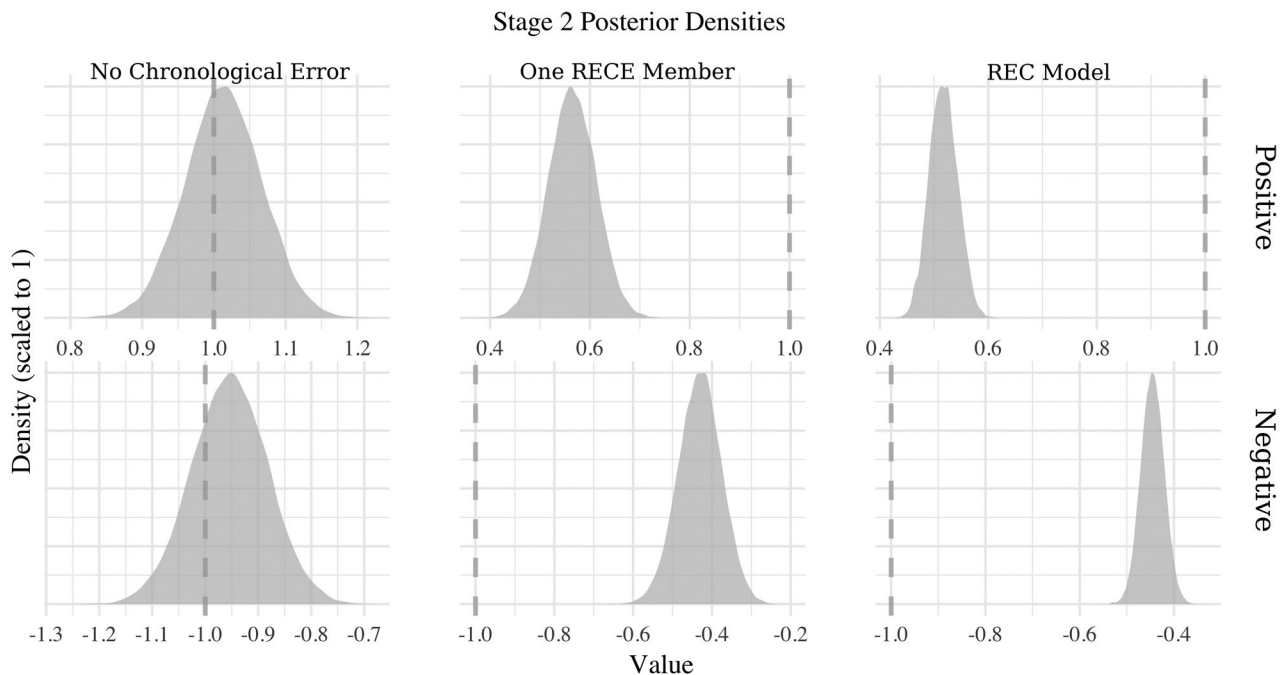 Stage 2 Posterior Densities
No Chronological Error
One RECE Member
REC Model
Positive
0.8 0.9 1.0 1.1 1.2
0.4 0.6 0.8 1.0
0.4 0.6 0.8 1.0
Density (scaled to 1)
Negative
-1.3 -1.2 -1.1 -1.0 -0.9 -0.8 -0.7
-1.0 -0.8 -0.6 -0.4 -0.2
-1.0 -0.8 -0.6 -0.4
Value